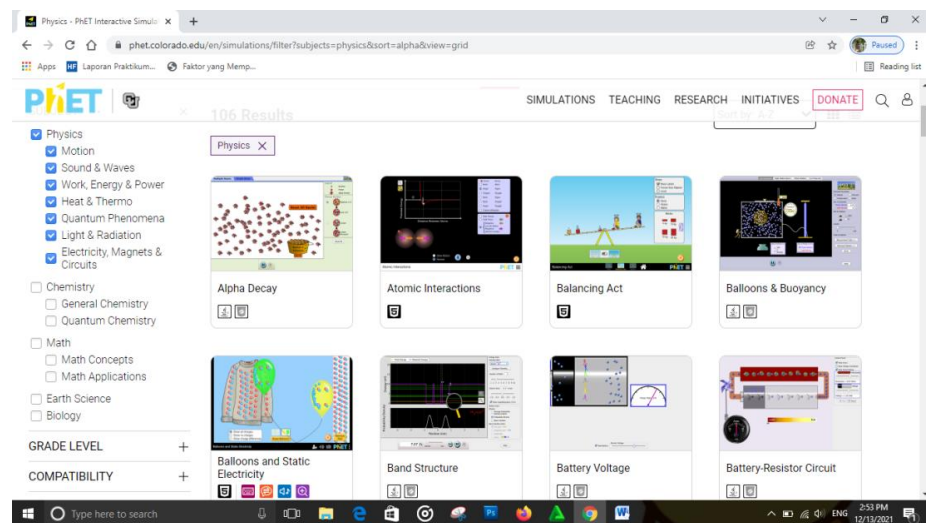 Physics - PhET Interactive Simula
phet.colorado.edu/en/simulations/filter?subjects=physics&sort=alpha&view=grid
Paused
Apps
HF Laporan Praktikum...
Faktor yang Memp...
Reading list
PhET
SIMULATIONS TEACHING RESEARCH INITIATIVES DONATE
106 Results
Sort by: A-Z
Physics
Motion
Sound & Waves
Work, Energy & Power
Heat & Thermo
Quantum Phenomena
Light & Radiation
Electricity, Magnets &
Circuits
Chemistry
General Chemistry
Quantum Chemistry
Math
Math Concepts
Math Applications
Earth Science
Biology
GRADE LEVEL
COMPATIBILITY
Physics
Alpha Decay
Atomic Interactions
Balancing Act
Balloons & Buoyancy
Balloons and Static
Electricity
Band Structure
Battery Voltage
Battery-Resistor Circuit
Type here to search
ENG
2:53 PM
12/13/2021